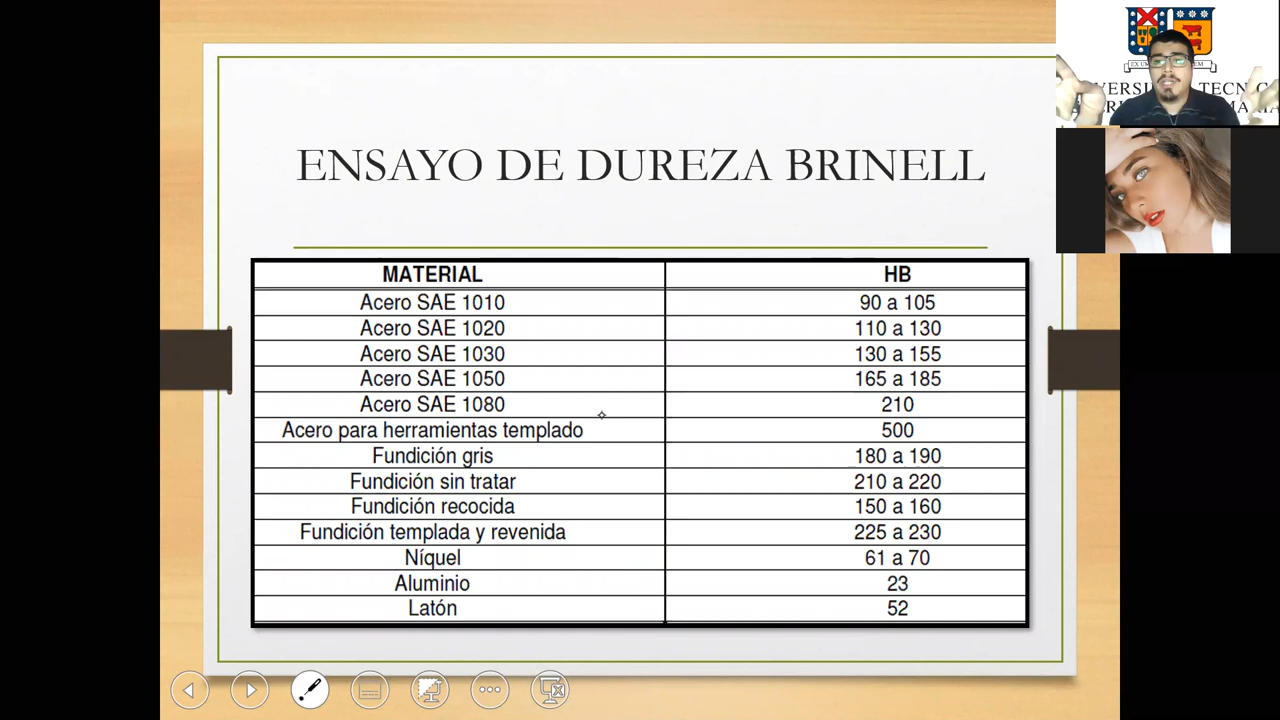 ENSAYO DE DUREZA BRINELL
MATERIAL HB
Acero SAE 1010 90 a 105
Acero SAE 1020 110 a 130
Acero SAE 1030 130 a 155
Acero SAE 1050 165 a 185
Acero SAE 1080 210
Acero para herramientas templado 500
Fundición gris 180 a 190
Fundición sin tratar 210 a 220
Fundición recocida 150 a 160
Fundición templada y revenida 225 a 230
Níquel 61 a 70
Aluminio 23
Latón 52